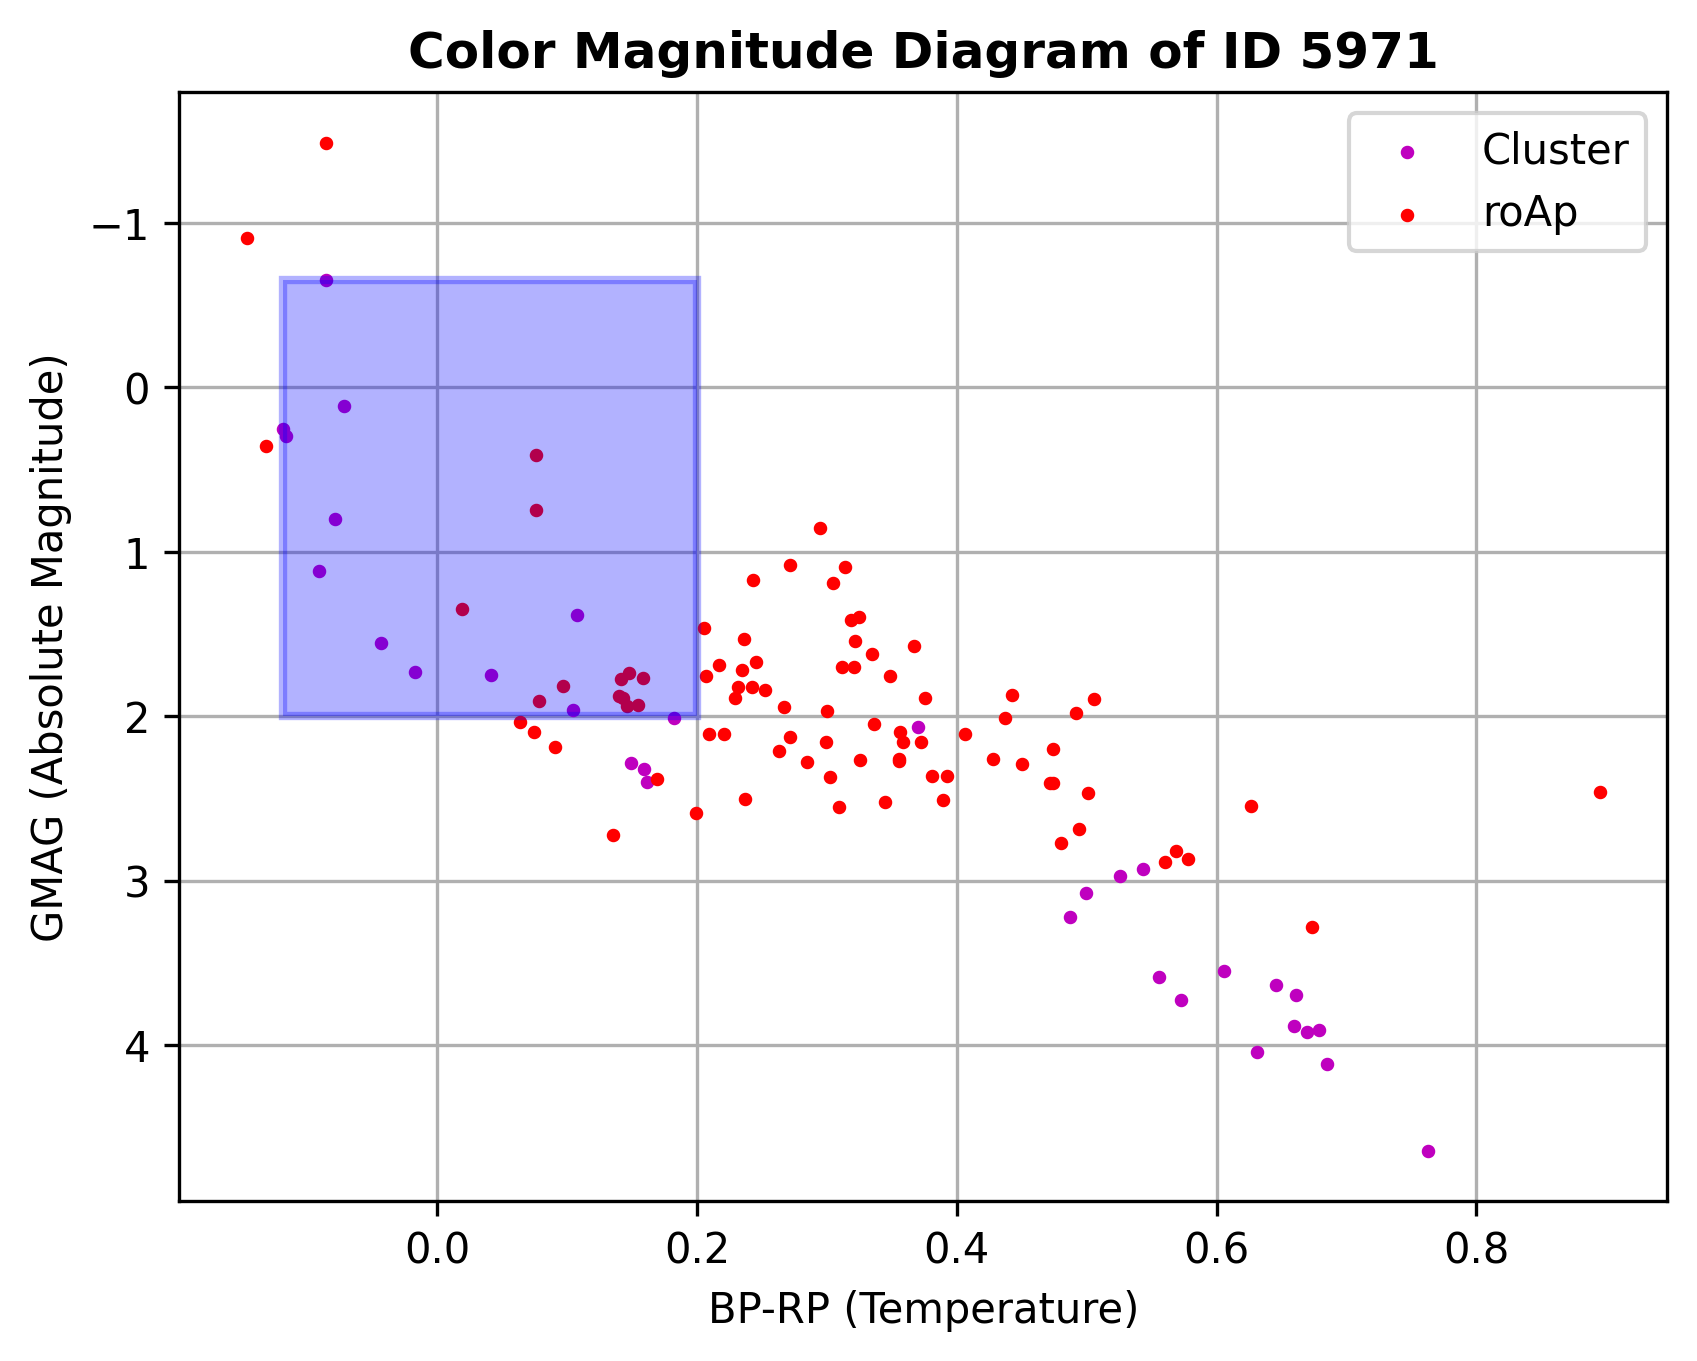 Color Magnitude Diagram of ID 5971
Cluster
roAp
−1
0
1
2
3
4
GMAG (Absolute Magnitude)
0.0 0.2 0.4 0.6 0.8
BP-RP (Temperature)